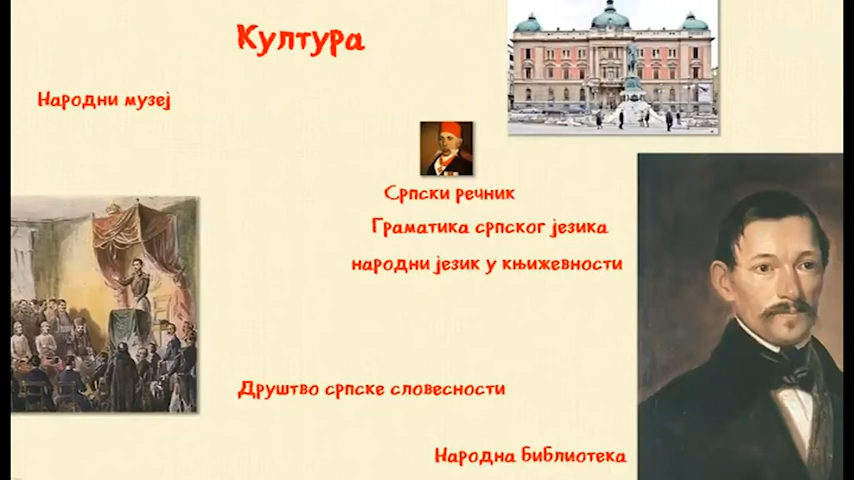 Култура
Народни музеј
Српски речник
Граматика српског језика
народни језик у књижевности
Друштво српске словесности
Народна библиотека